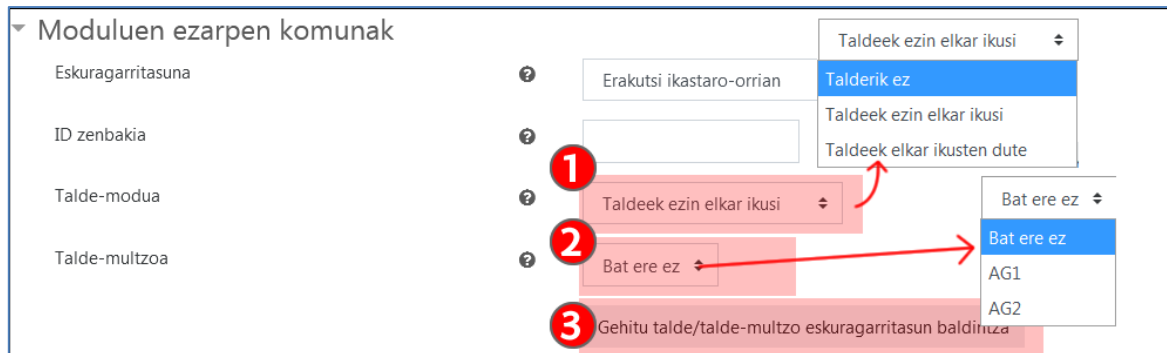 Moduluen ezarpen komunak
Taldeek ezin elkar ikusi
Eskuragarritasuna
Erakutsi ikastaro-orrian
Talderik ez
Taldeek ezin elkar ikusi
Taldeek elkar ikusten dute
ID zenbakia
1
Talde-modua
Taldeek ezin elkar ikusi
Bat ere ez
Bat ere ez
AG1
AG2
2
Talde-multzoa
Bat ere ez
3
Gehitu talde/talde-multzo eskuragarritasun baldintza